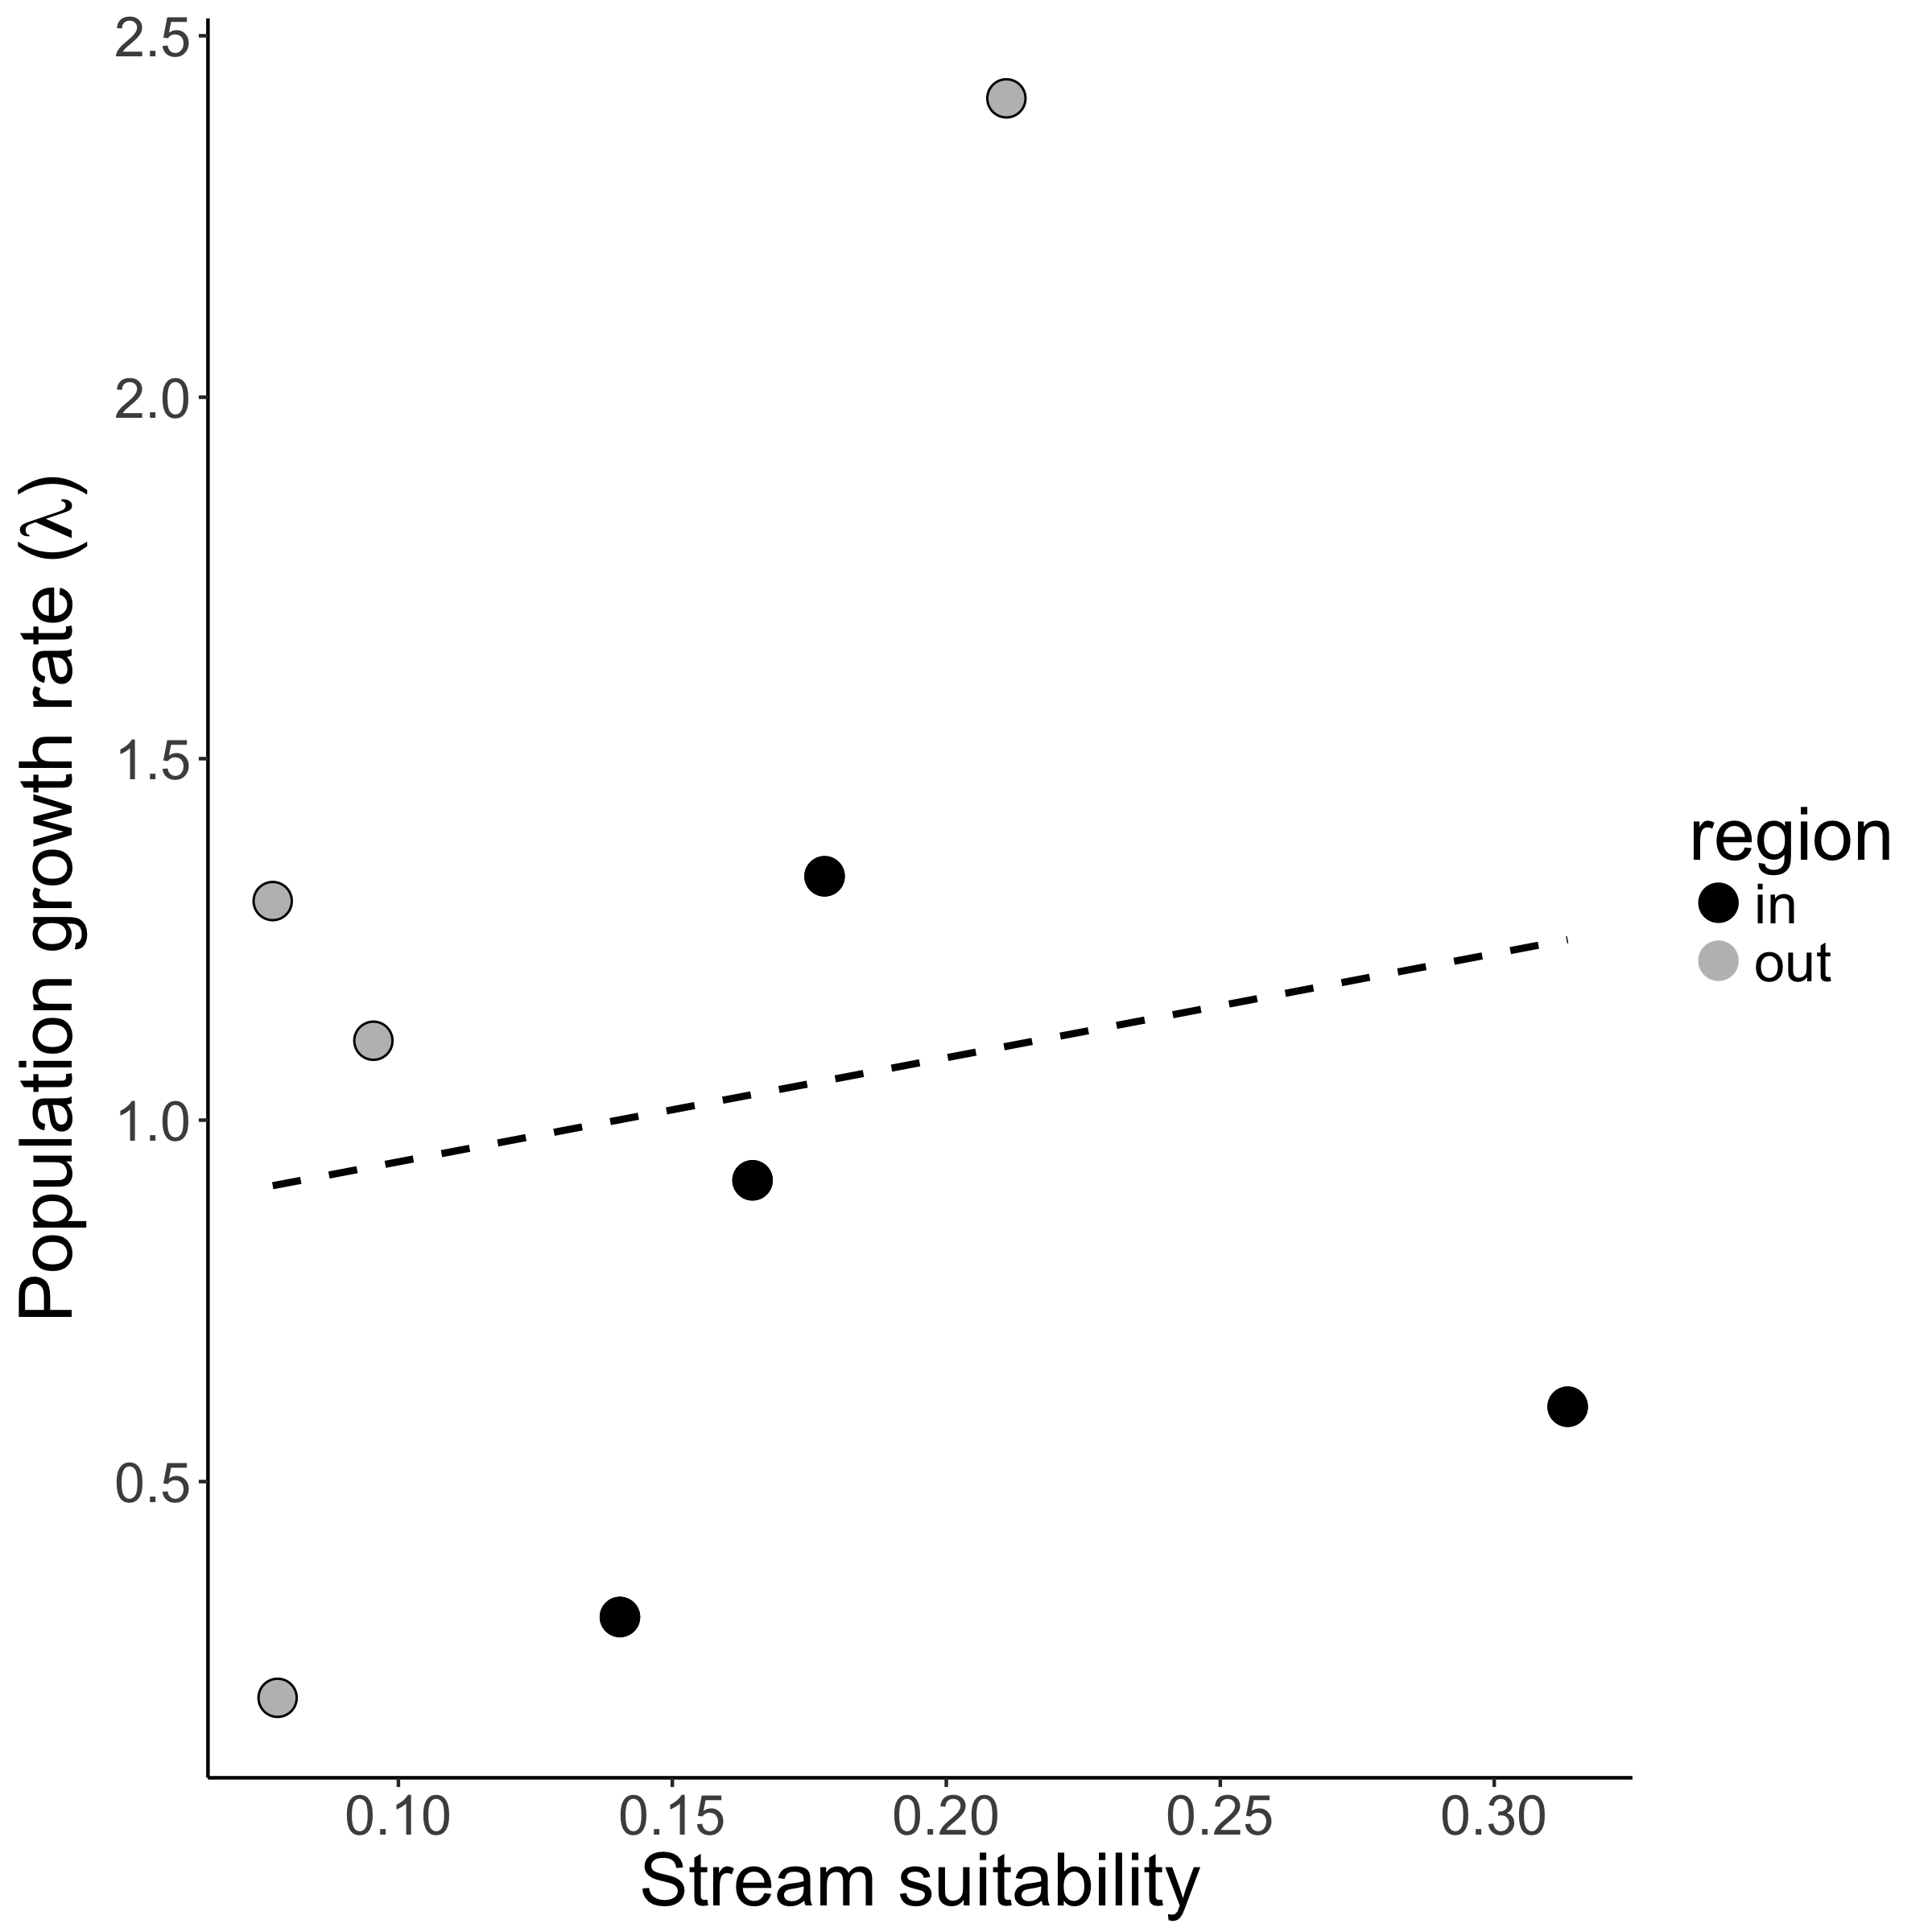 Population growth rate (λ)
2.5
2.0
1.5
1.0
0.5
0.10 0.15 0.20 0.25 0.30
Stream suitability
region
in
out